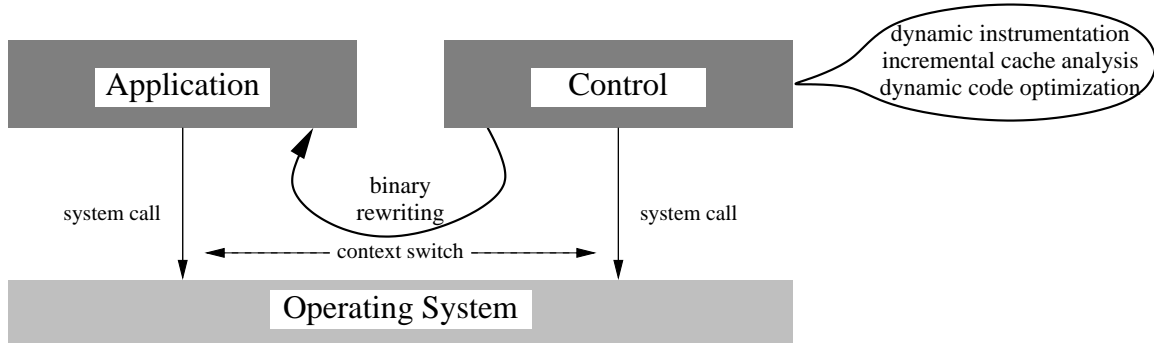 dynamic instrumentation
incremental cache analysis
dynamic code optimization
Application
Control
binary
rewriting
system call
system call
context switch
Operating System